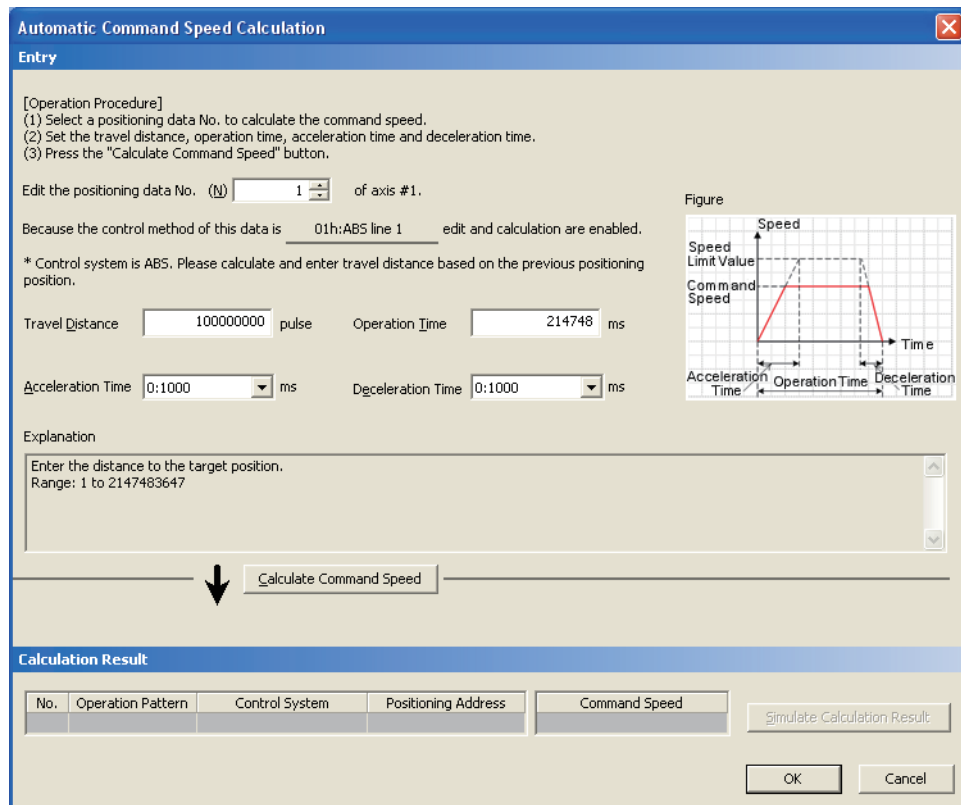 Automatic Command Speed Calculation
Entry
[Operation Procedure]
(1) Select a positioning data No. to calculate the command speed.
(2) Set the travel distance, operation time, acceleration time and deceleration time.
(3) Press the "Calculate Command Speed" button.
Edit the positioning data No. (N) 1 of axis #1.
Because the control method of this data is 01h:ABS line 1 edit and calculation are enabled.
* Control system is ABS. Please calculate and enter travel distance based on the previous positioning
position.
Travel Distance 100000000 pulse Operation Time 214748 ms
Acceleration Time 0:1000 ms Deceleration Time 0:1000 ms
Figure
Speed
Speed
Limit Value
Command
Speed
Time
Acceleration
Time
Operation Time
Deceleration
Time
Explanation
Enter the distance to the target position.
Range: 1 to 2147483647
Calculate Command Speed
Calculation Result
No. Operation Pattern Control System Positioning Address Command Speed
Simulate Calculation Result
OK Cancel